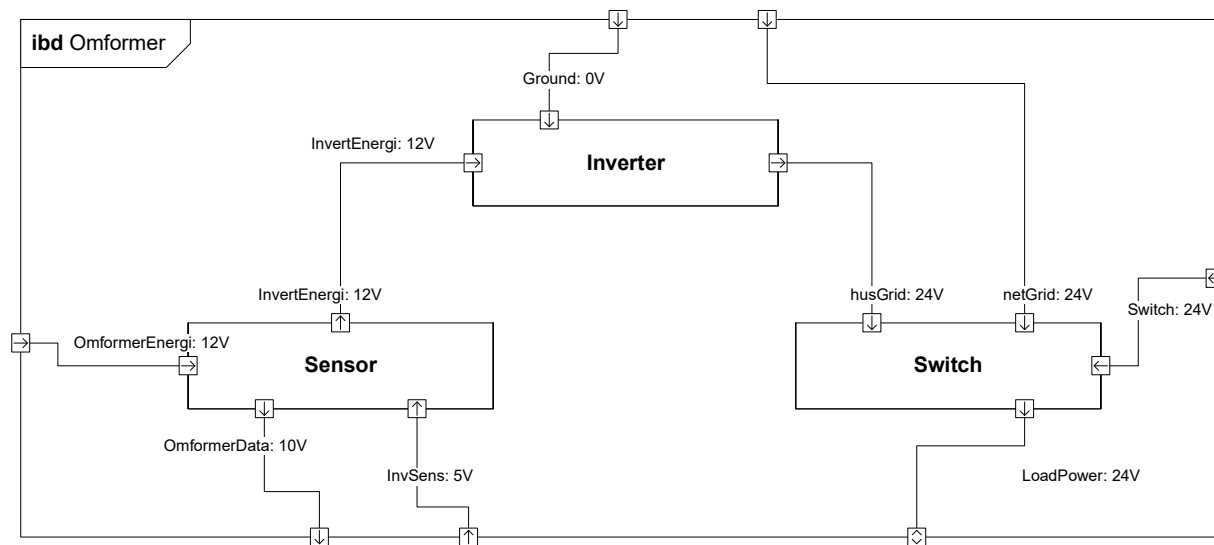 ibd Omformer
Ground: 0V
InvertEnergi: 12V
Inverter
InvertEnergi: 12V
husGrid: 24V
netGrid: 24V
Switch: 24V
OmformerEnergi: 12V
Sensor
Switch
OmformerData: 10V
InvSens: 5V
LoadPower: 24V